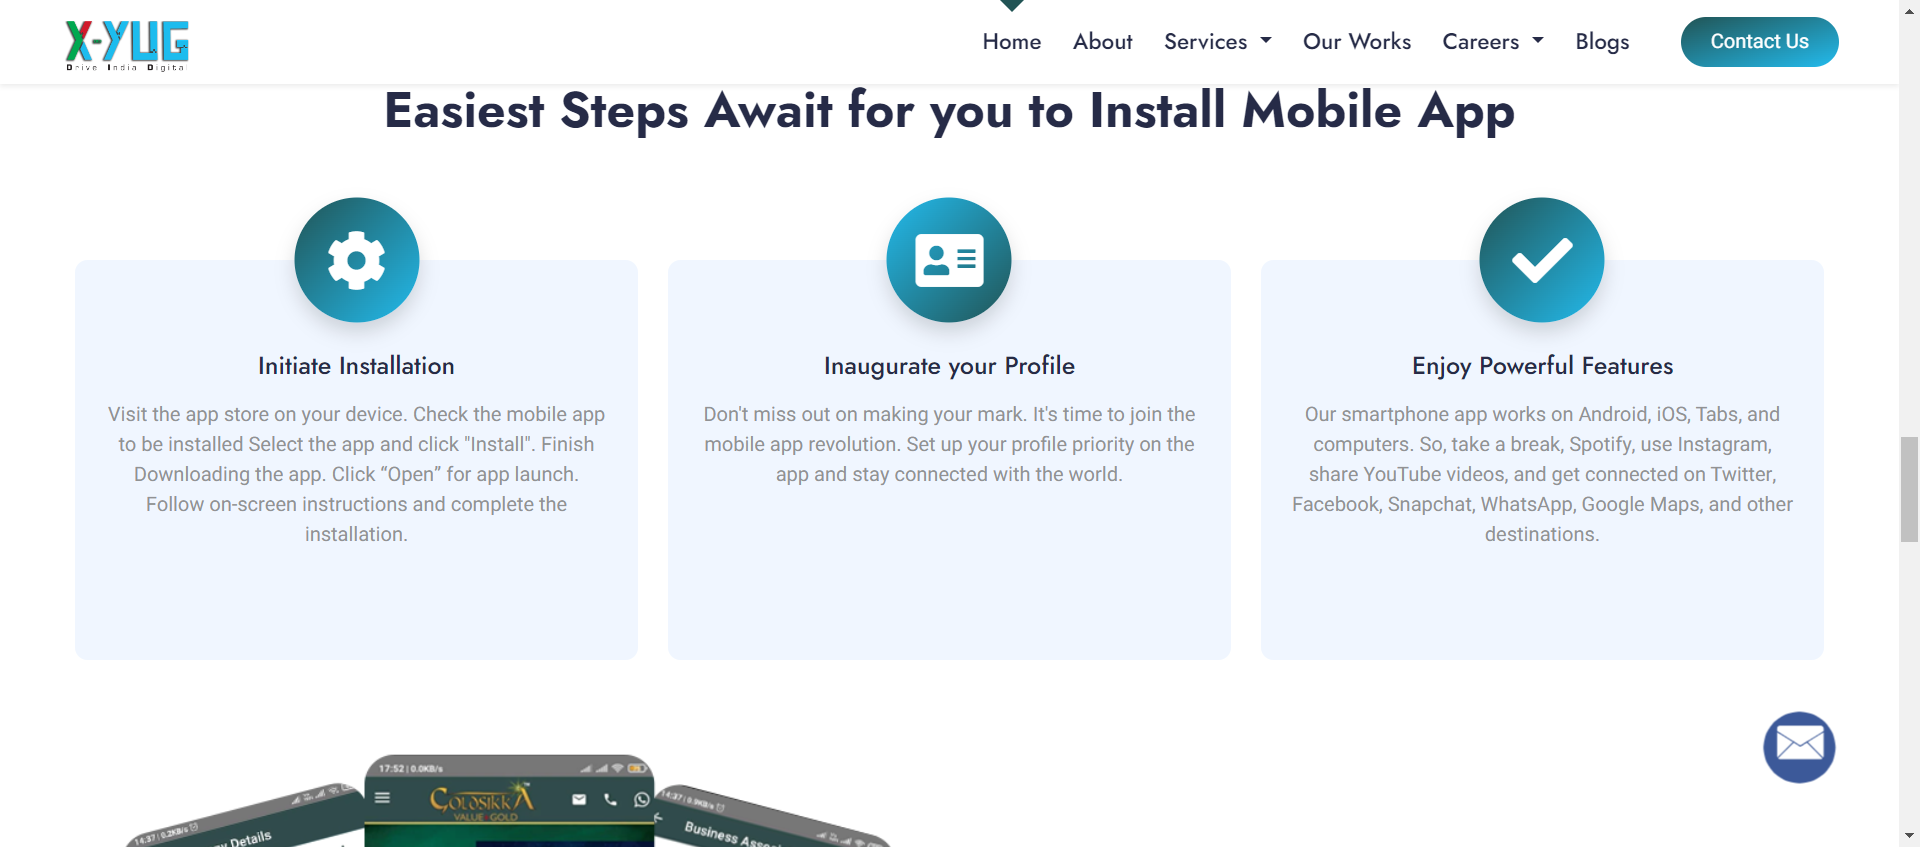 X-YUG
Drive India Digital
Home About Services Our Works Careers Blogs Contact Us
Easiest Steps Await for you to Install Mobile App
Initiate Installation
Visit the app store on your device. Check the mobile app
to be installed Select the app and click "Install". Finish
Downloading the app. Click “Open” for app launch.
Follow on-screen instructions and complete the
installation.
Inaugurate your Profile
Don't miss out on making your mark. It's time to join the
mobile app revolution. Set up your profile priority on the
app and stay connected with the world.
Enjoy Powerful Features
Our smartphone app works on Android, iOS, Tabs, and
computers. So, take a break, Spotify, use Instagram,
share YouTube videos, and get connected on Twitter,
Facebook, Snapchat, WhatsApp, Google Maps, and other
destinations.
14:37 | 0.2KB/s
Details
17:52 | 0.0KB/s
GOLDSIKKA
VALUE GOLD
14:37 | 0.9KB/s
Business